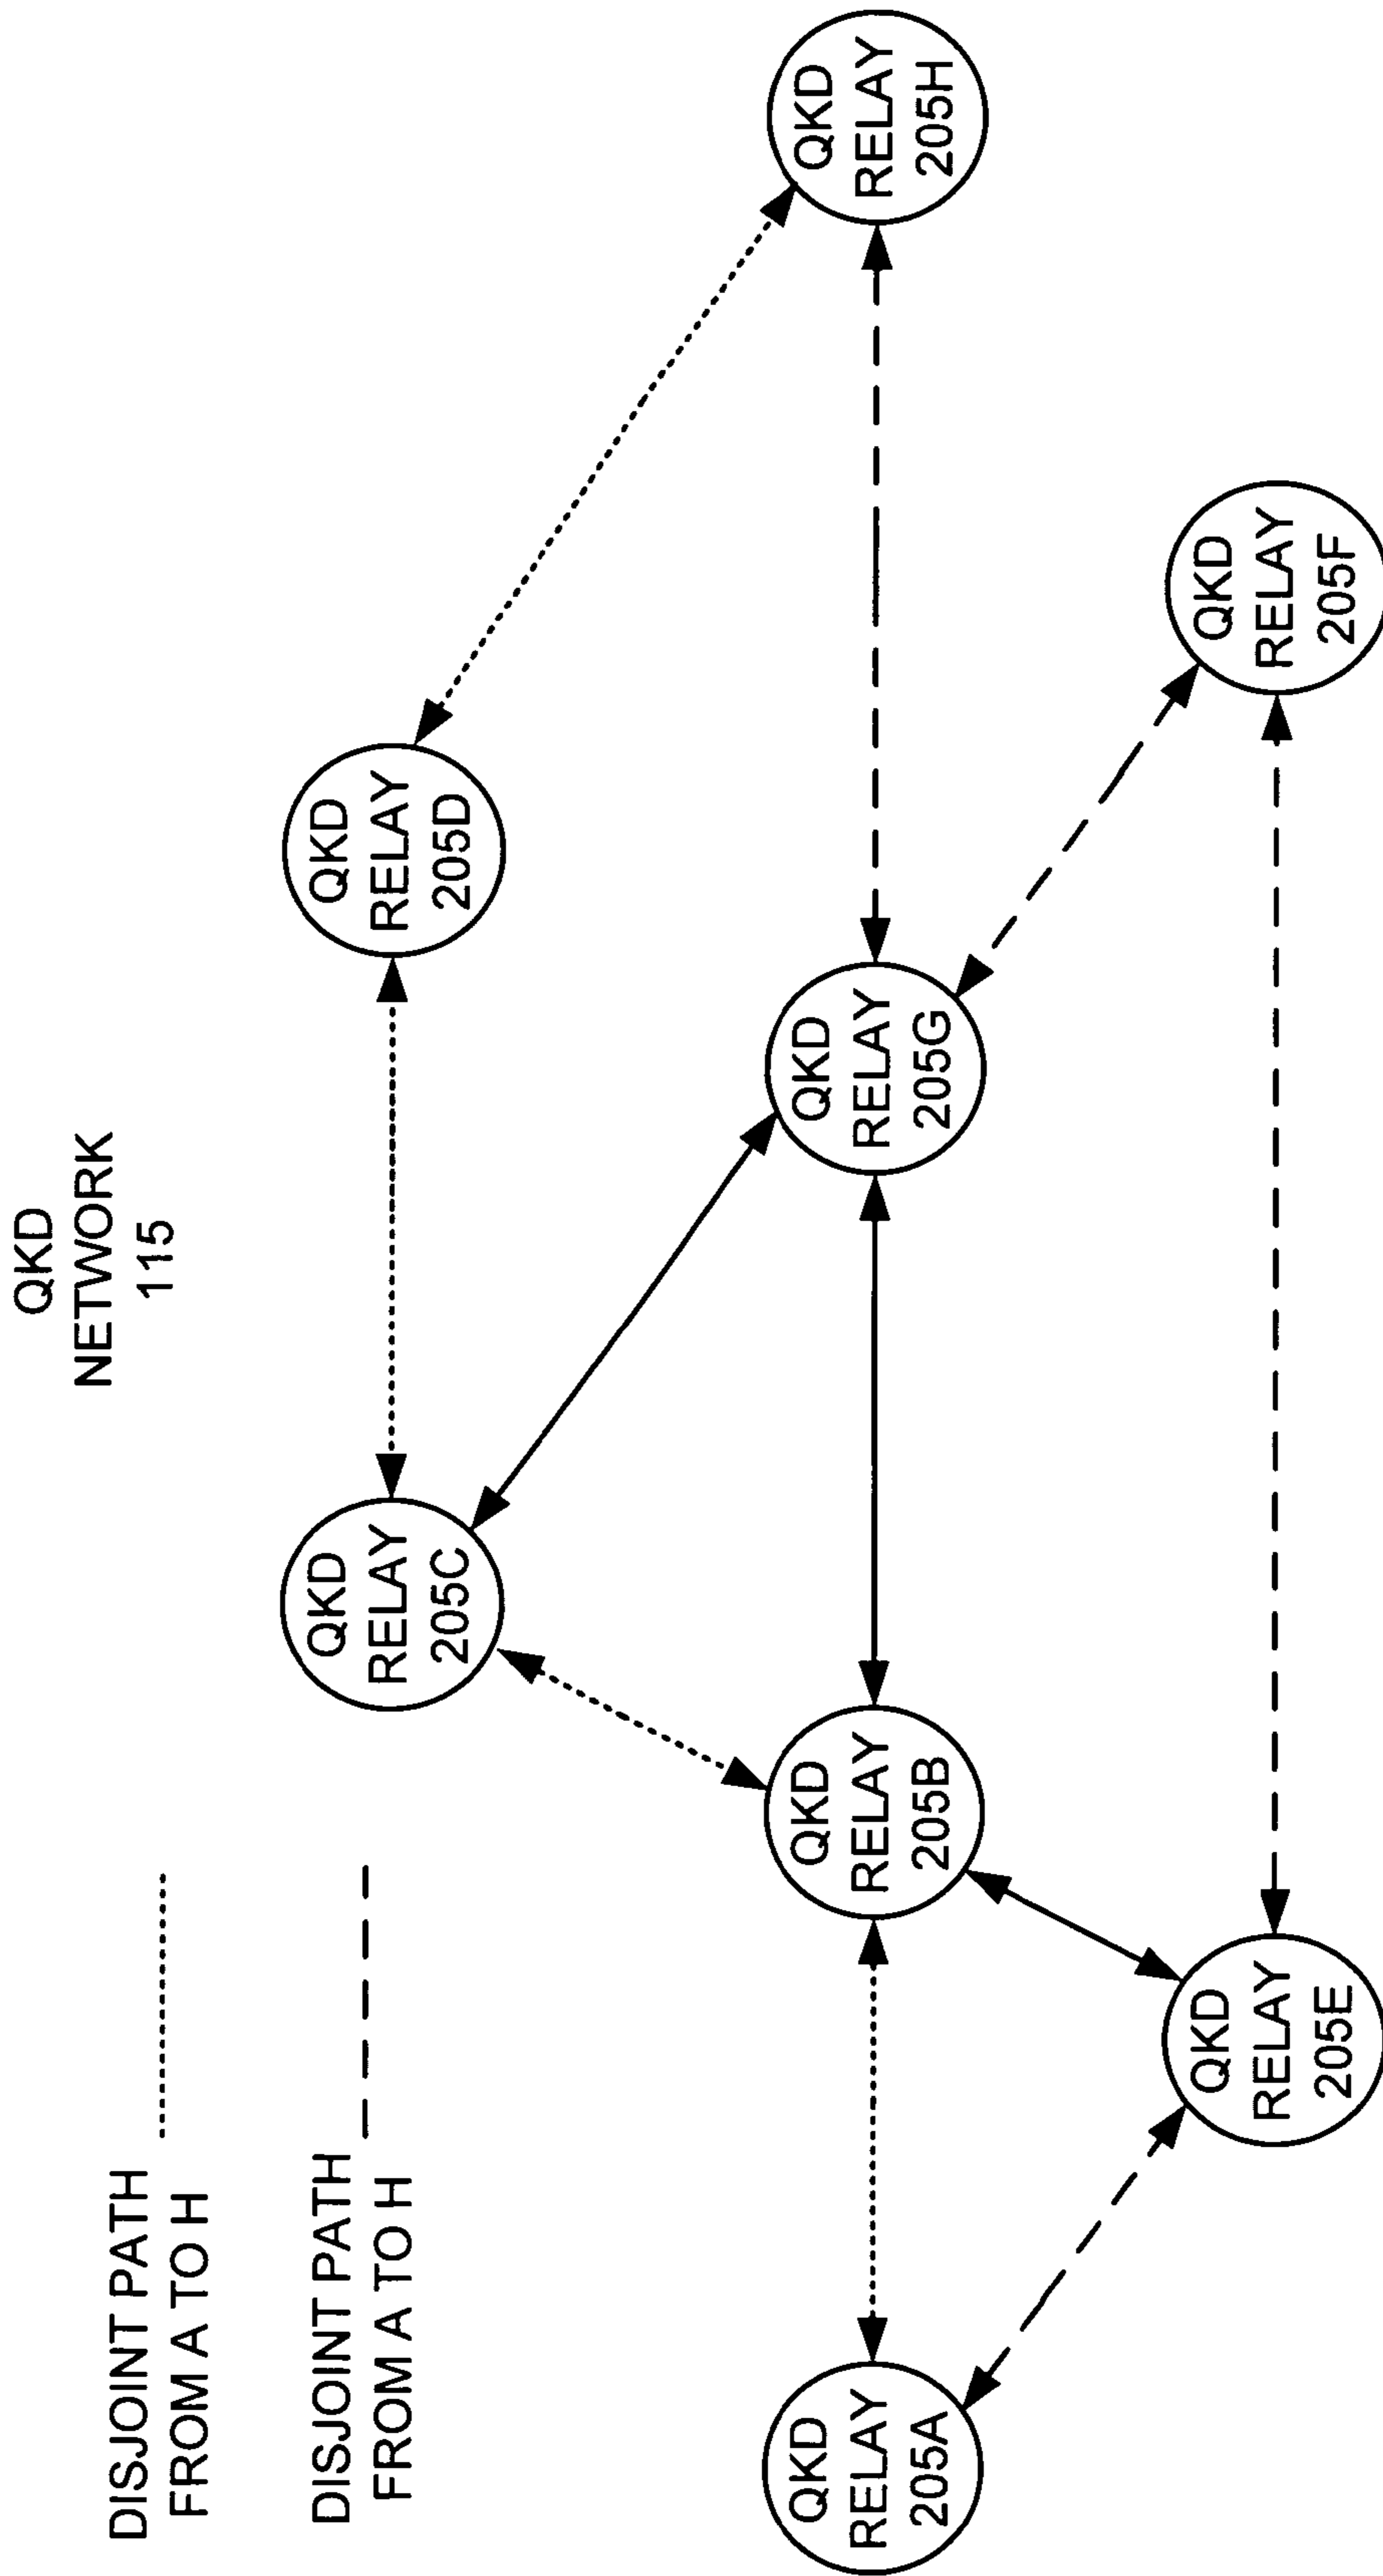 QKD
NETWORK
115
DISJOINT PATH
FROM A TO H
DISJOINT PATH
FROM A TO H
QKD
RELAY
205C
QKD
RELAY
205D
QKD
RELAY
205A
QKD
RELAY
205B
QKD
RELAY
205G
QKD
RELAY
205H
QKD
RELAY
205E
QKD
RELAY
205F